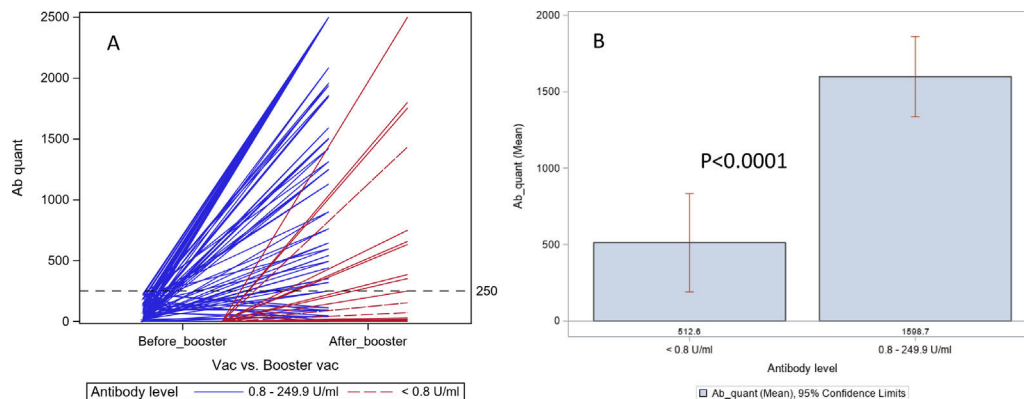 A
Ab quant
2500
2000
1500
1000
500
0
250
Before_booster
After_booster
Vac vs. Booster vac
Antibody level 0.8 - 249.9 U/ml < 0.8 U/ml
B
Ab_quant (Mean)
2000
1500
1000
500
0
P<0.0001
512.6 1598.7
< 0.8 U/ml 0.8 - 249.9 U/ml
Antibody level
Ab_quant (Mean), 95% Confidence Limits